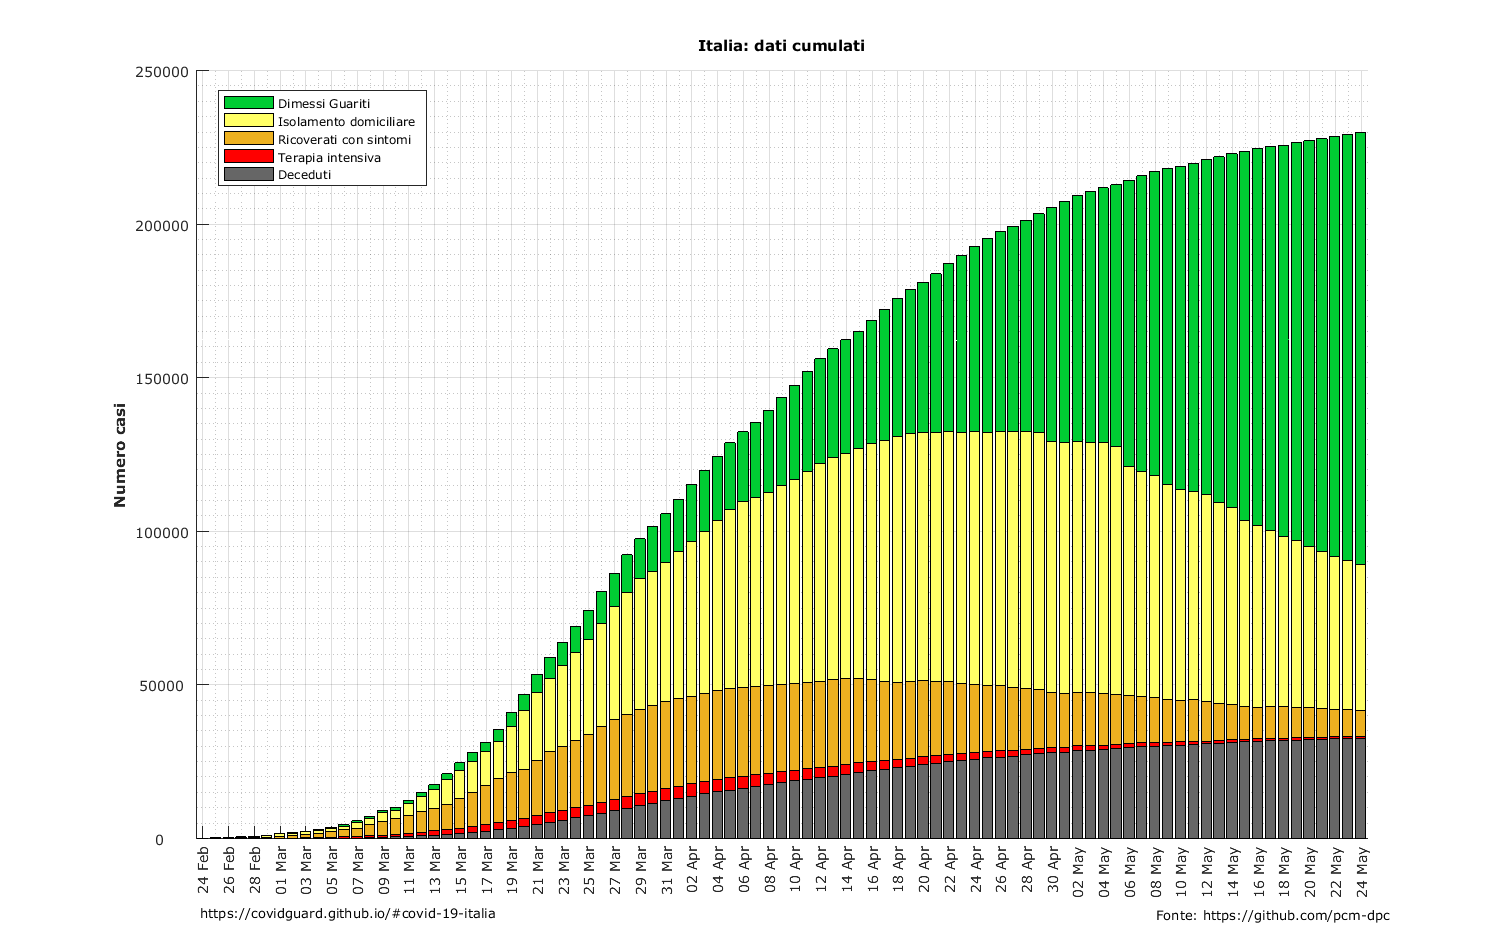 Italia: dati cumulati
250000
200000
150000
100000
50000
0
Numero casi
Dimessi Guariti
Isolamento domiciliare
Ricoverati con sintomi
Terapia intensiva
Deceduti
24 Feb
26 Feb
28 Feb
01 Mar
03 Mar
05 Mar
07 Mar
09 Mar
11 Mar
13 Mar
15 Mar
17 Mar
19 Mar
21 Mar
23 Mar
25 Mar
27 Mar
29 Mar
31 Mar
02 Apr
04 Apr
06 Apr
08 Apr
10 Apr
12 Apr
14 Apr
16 Apr
18 Apr
20 Apr
22 Apr
24 Apr
26 Apr
28 Apr
30 Apr
02 May
04 May
06 May
08 May
10 May
12 May
14 May
16 May
18 May
20 May
22 May
24 May
https://covidguard.github.io/#covid-19-italia
Fonte: https://github.com/pcm-dpc